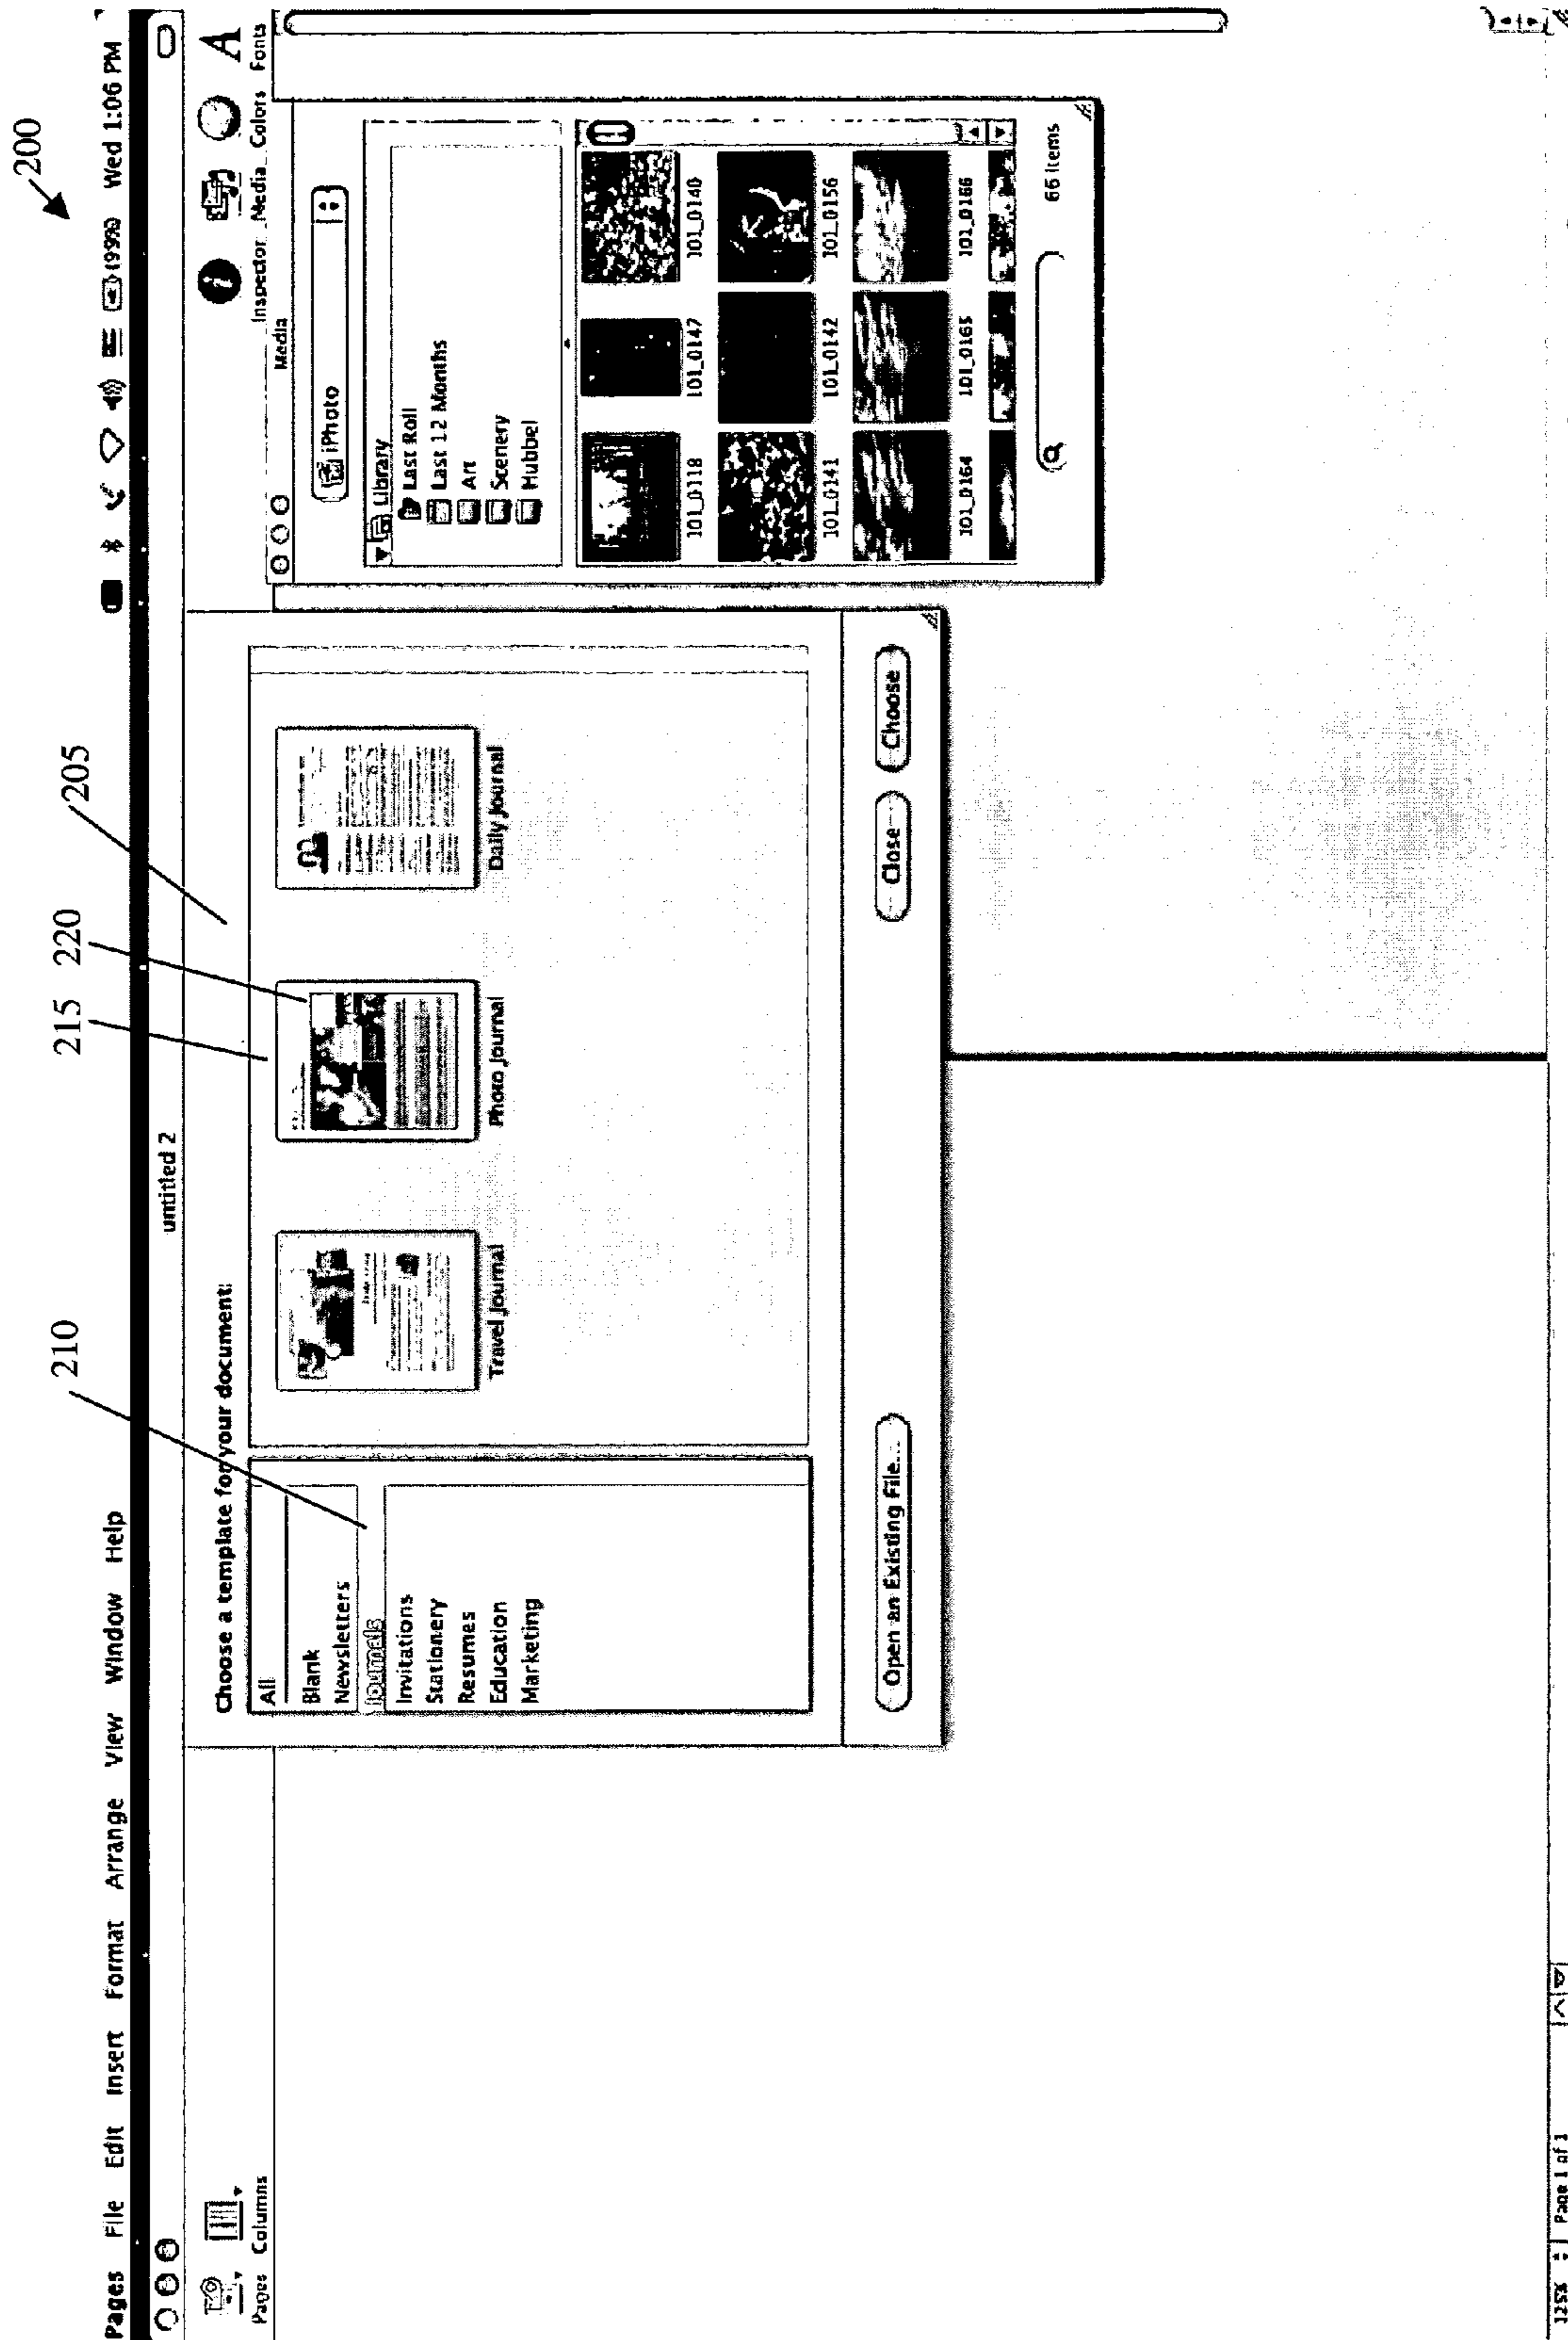 200
Pages File Edit Insert Format Arrange View Window Help
(99%) Wed 1:06 PM
210
215
220
205
untitled 2
Pages Columns
Inspector Media Colors Fonts
Choose a template for your document:
All
Blank
Newsletters
Journals
Invitations
Stationery
Resumes
Education
Marketing
Travel Journal
Photo Journal
Daily Journal
Open an Existing File...
Close
Choose
Media
iPhoto
Library
Last Roll
Last 12 Months
Art
Scenery
Hubbel
101_0118 101_0147 101_0140
101_0141 101_0142 101_0156
101_0164 101_0165 101_0166
66 items
Page 1 of 1